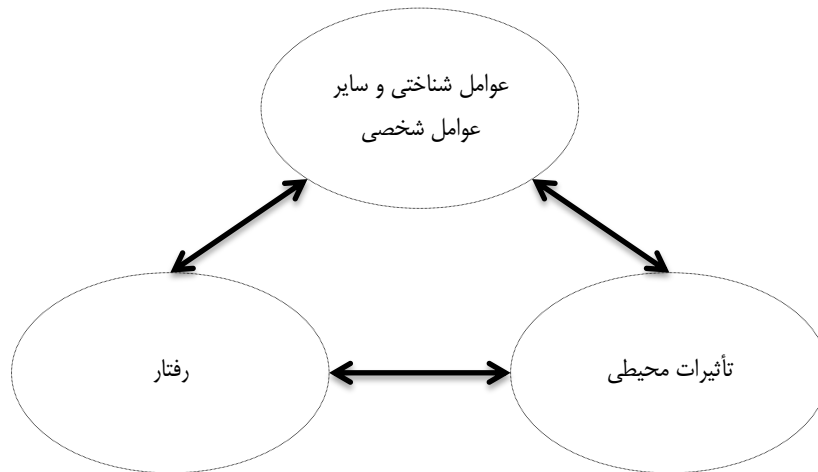 عوامل شناختی و سایر
عوامل شخصی
تأثیرات محیطی
رفتار